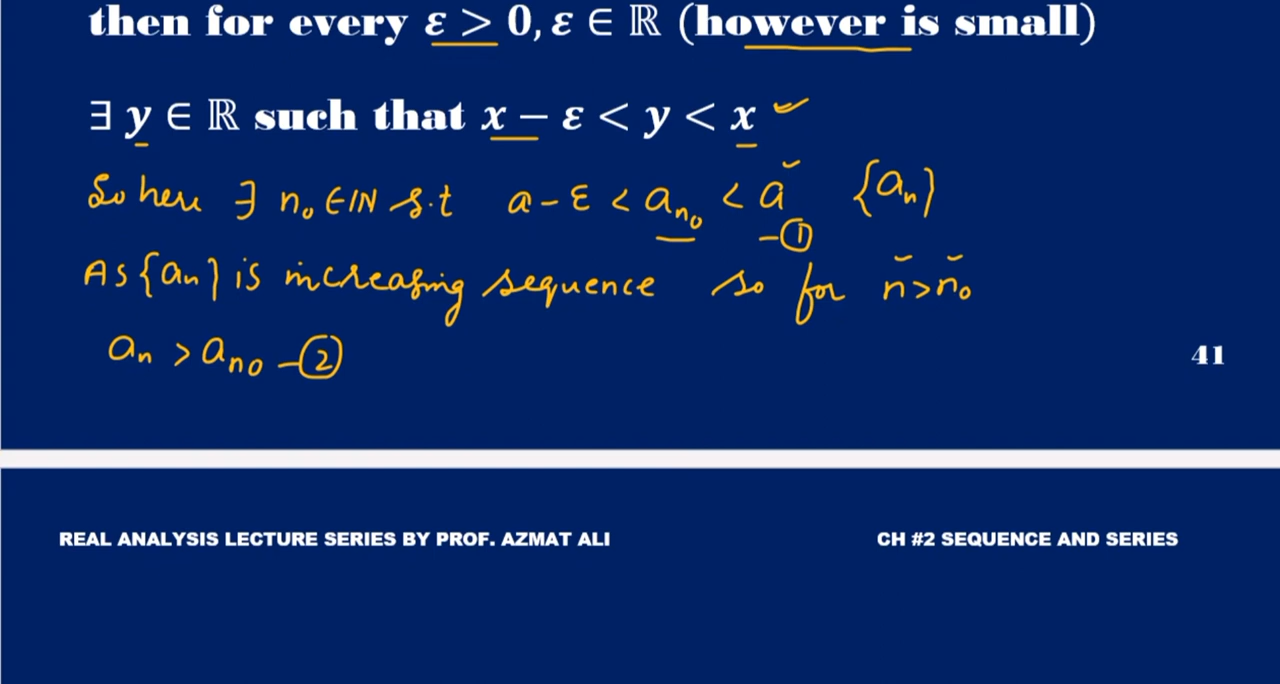 then for every ε > 0, ε ∈ ℝ (however is small)
∃ y ∈ ℝ such that x − ε < y < x
So here ∃ n₀ ∈ IN s.t a - ε < aₙ₀ < a {aₙ}
-①
As {aₙ} is increasing sequence so for n > n₀
aₙ > aₙ₀ -②
41
REAL ANALYSIS LECTURE SERIES BY PROF. AZMAT ALI CH #2 SEQUENCE AND SERIES